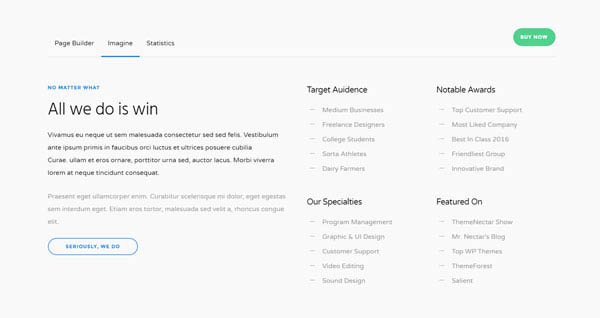 Page Builder Imagine Statistics
BUY NOW
NO MATTER WHAT
All we do is win
Vivamus eu neque ut sem malesuada consectetur sed sed felis. Vestibulum
ante ipsum primis in faucibus orci luctus et ultrices posuere cubilia
Curae. ullam et eros ornare, porttitor urna sed, auctor lacus. Morbi viverra
lorem at neque tincidunt consequat.
Praesent eget ullamcorper enim. Curabitur scelerisque mi dolor, eget egestas
sem interdum eget. Etiam eros tortor, malesuada sed velit a, rhoncus congue
elit.
SERIOUSLY, WE DO
Target Auidence
— Medium Businesses
— Freelance Designers
— College Students
— Sorta Athletes
— Dairy Farmers
Notable Awards
— Top Customer Support
— Most Liked Company
— Best In Class 2016
— Friendliest Group
— Innovative Brand
Our Specialties
— Program Management
— Graphic & UI Design
— Customer Support
— Video Editing
— Sound Design
Featured On
— ThemeNectar Show
— Mr. Nectar's Blog
— Top WP Themes
— ThemeForest
— Salient